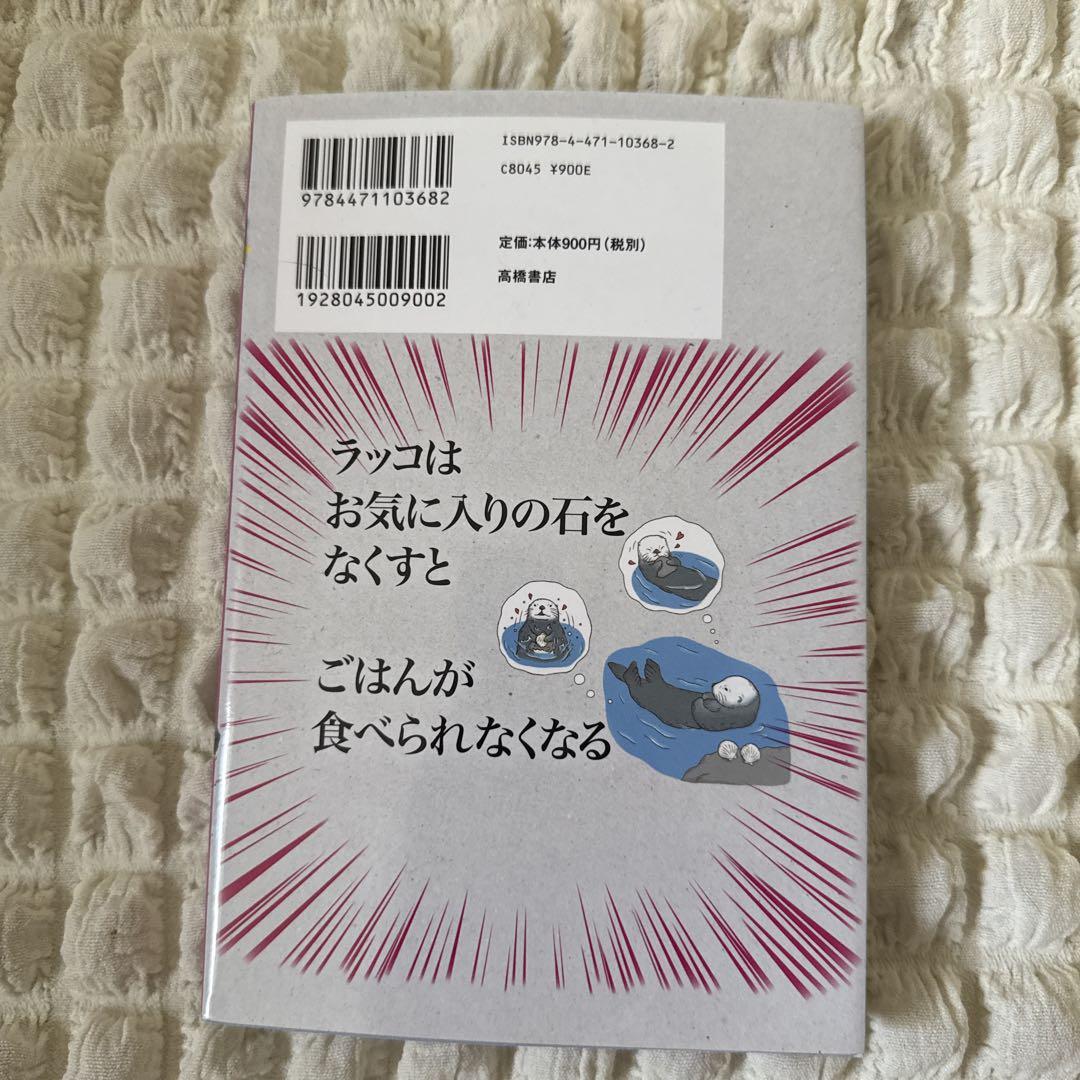 ISBN978-4-471-10368-2
C8045 ¥900E
9784471103682
定価:本体900円(税別)
高橋書店
1928045009002
ラッコは
お気に入りの石を
なくすと
ごはんが
食べられなくなる